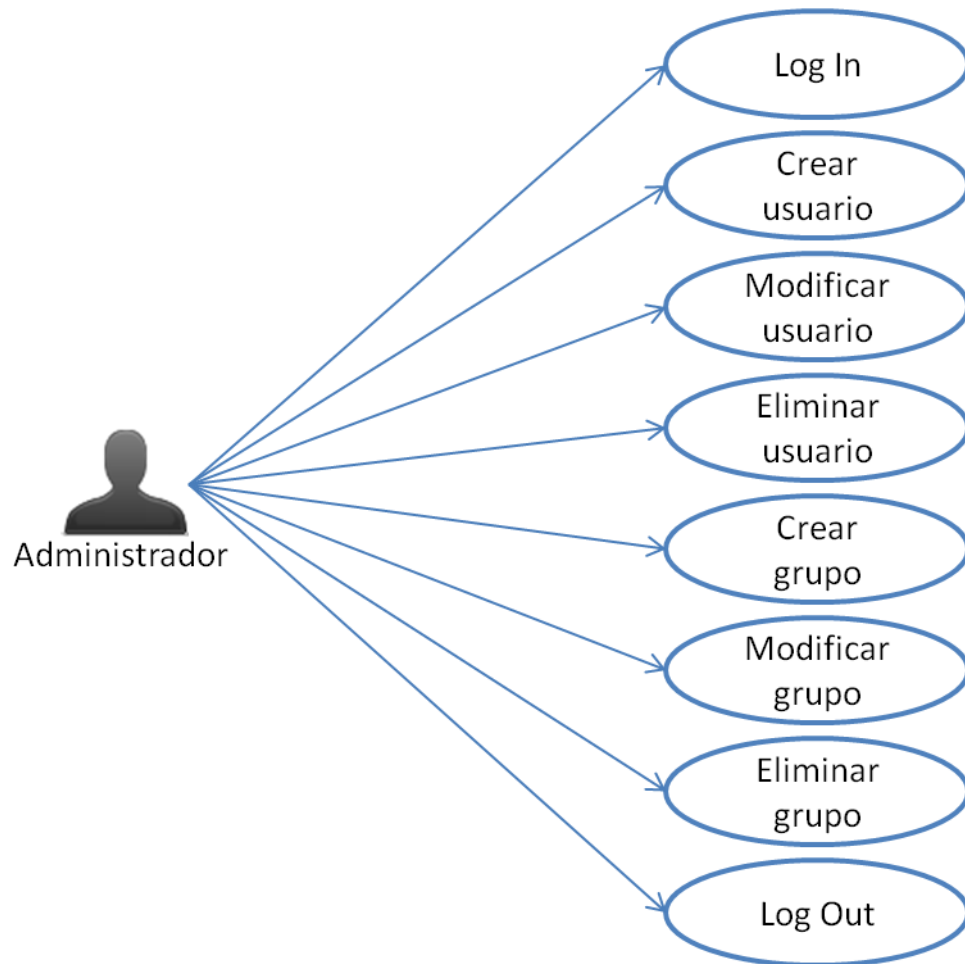 Log In
Crear
usuario
Modificar
usuario
Eliminar
usuario
Crear
grupo
Modificar
grupo
Eliminar
grupo
Log Out
Administrador